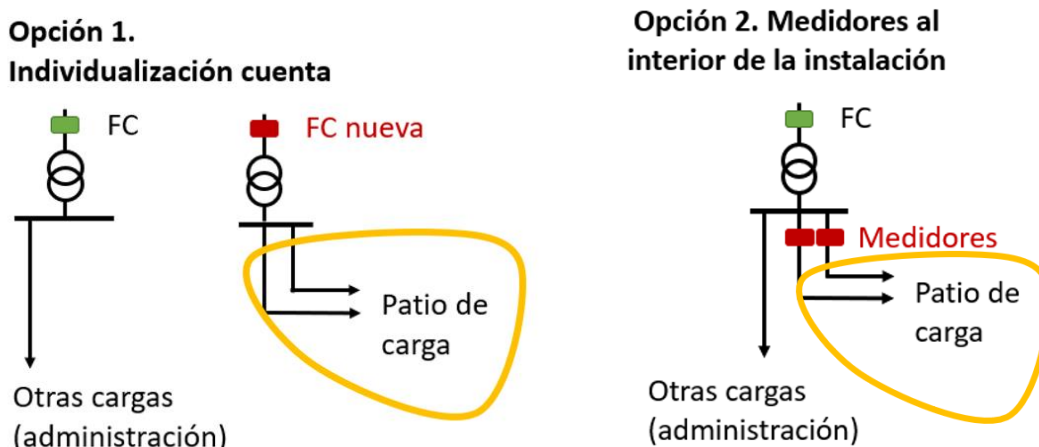 Opción 1.
Individualización cuenta
FC
FC nueva
Patio de
carga
Otras cargas
(administración)
Opción 2. Medidores al
interior de la instalación
FC
Medidores
Patio de
carga
Otras cargas
(administración)